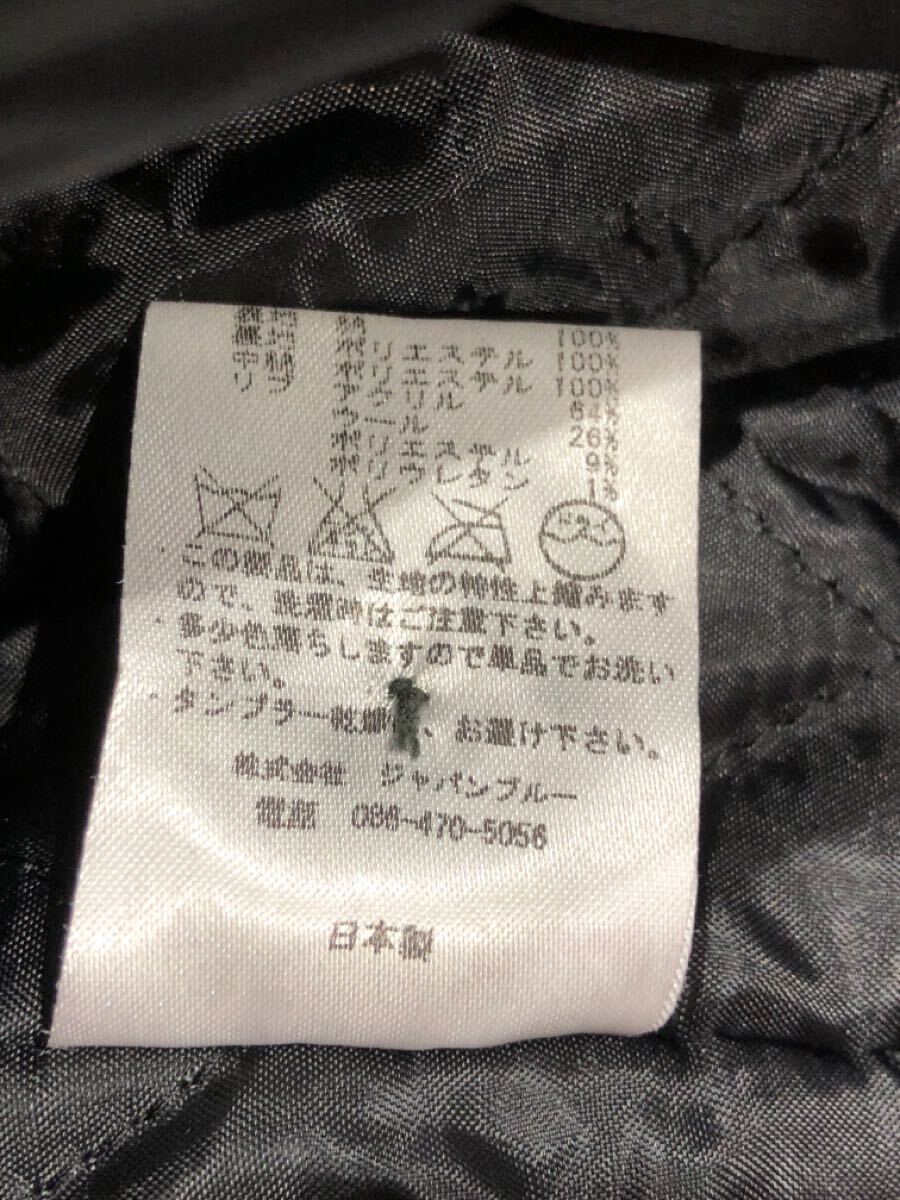 表地 綿 100%
裏地 ポリエステル 100%
中綿 ポリエステル 100%
リブ アクリル 64%
ウール 26%
ポリエステル 9%
ポリウレタン 1%
この商品は、生地の特性上縮みます
ので、洗濯時はご注意下さい。
・多少色落ちしますので単品でお洗い
下さい。
・タンブラー乾燥、お避け下さい。
株式会社 ジャパンブルー
電話 086-470-5056
日本製